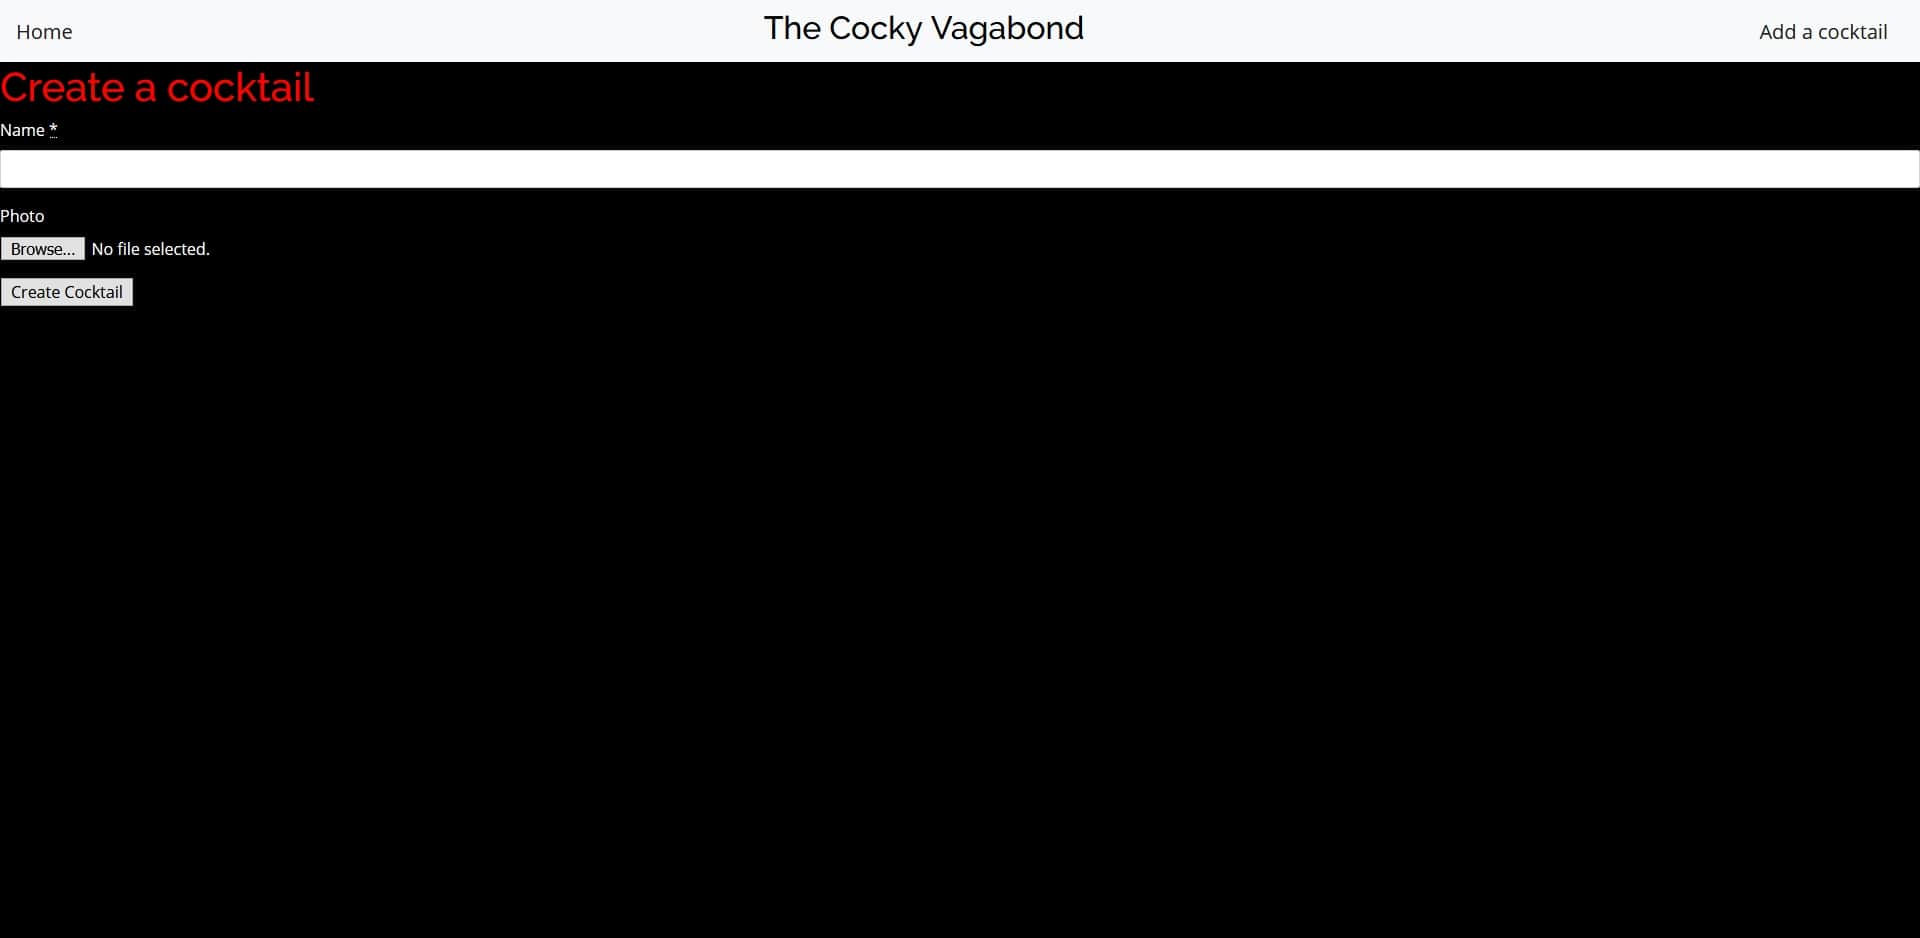 Home
The Cocky Vagabond
Add a cocktail
Create a cocktail
Name *
Photo
Browse... No file selected.
Create Cocktail